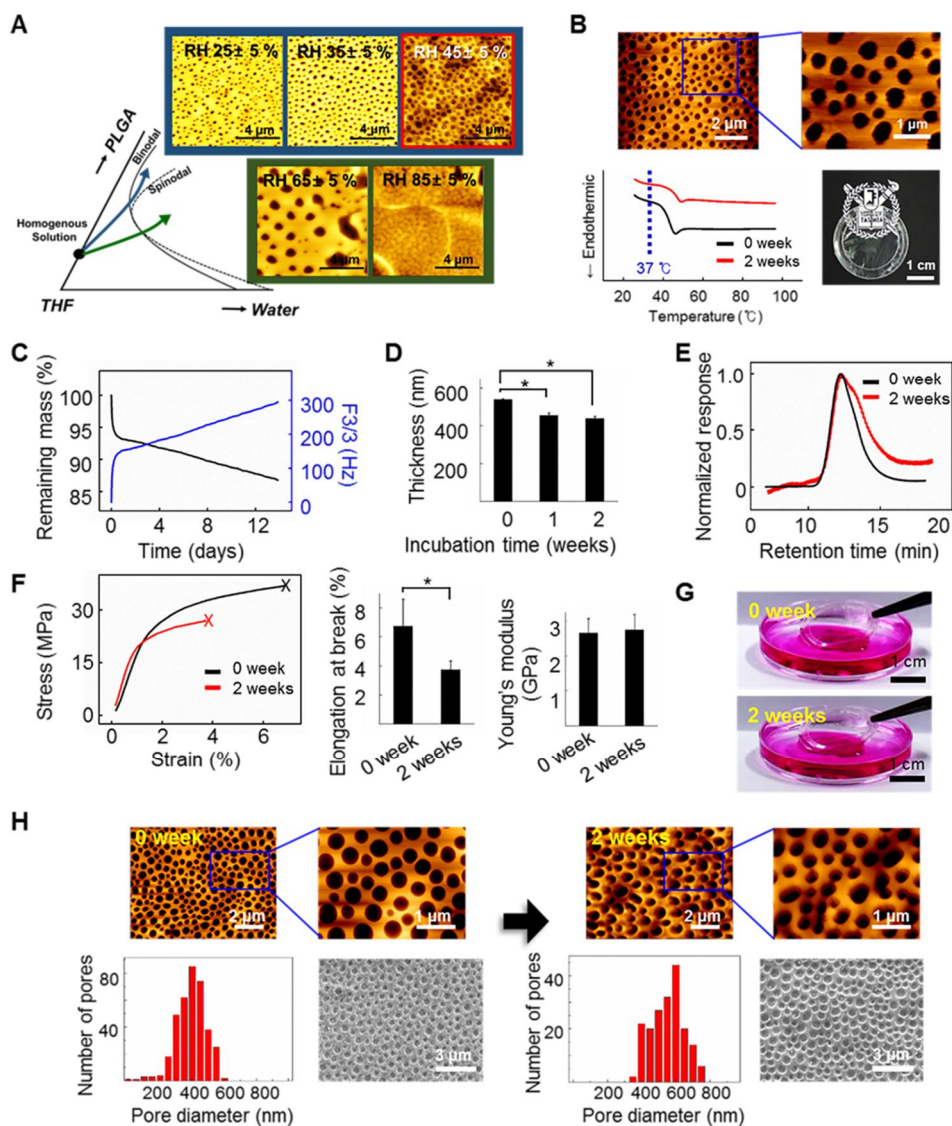 A
RH 25± 5 %
RH 35± 5 %
RH 45± 5 %
4 μm
4 μm
4 μm
PLGA
Binodal
Spinodal
RH 65± 5 %
RH 85± 5 %
4 μm
4 μm
Homogenous
Solution
THF
Water
B
2 μm
1 μm
← Endothermic
0 week
2 weeks
37 ℃
20
40
60
80
100
Temperature (℃)
1 cm
C
Remaining mass (%)
100
95
90
85
300
200
100
0
F3/3 (Hz)
0
4
8
12
Time (days)
D
Thickness (nm)
600
400
200
0
*
*
0
1
2
Incubation time (weeks)
E
Normalized response
1.0
0.5
0
0 week
2 weeks
10
15
20
Retention time (min)
F
Stress (MPa)
30
15
0
0 week
2 weeks
0
2
4
6
Strain (%)
Elongation at break (%)
8
6
4
2
*
0 week
2 weeks
Young's modulus
(GPa)
3
2
1
0 week
2 weeks
G
0 week
1 cm
2 weeks
1 cm
H
0 week
2 μm
1 μm
2 weeks
2 μm
1 μm
Number of pores
80
40
0
200
400
600
800
Pore diameter (nm)
3 μm
Number of pores
40
20
0
200
400
600
800
Pore diameter (nm)
3 μm